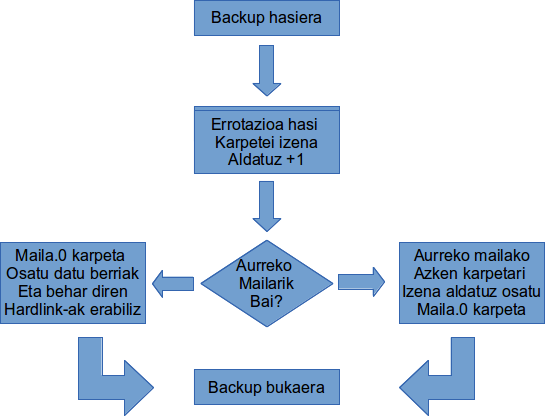 Backup hasiera
Errotazioa hasi
Karpetei izena
Aldatuz +1
Aurreko
Mailarik
Bai?
Maila.0 karpeta
Osatu datu berriak
Eta behar diren
Hardlink-ak erabiliz
Aurreko mailako
Azken karpetari
Izena aldatuz osatu
Maila.0 karpeta
Backup bukaera